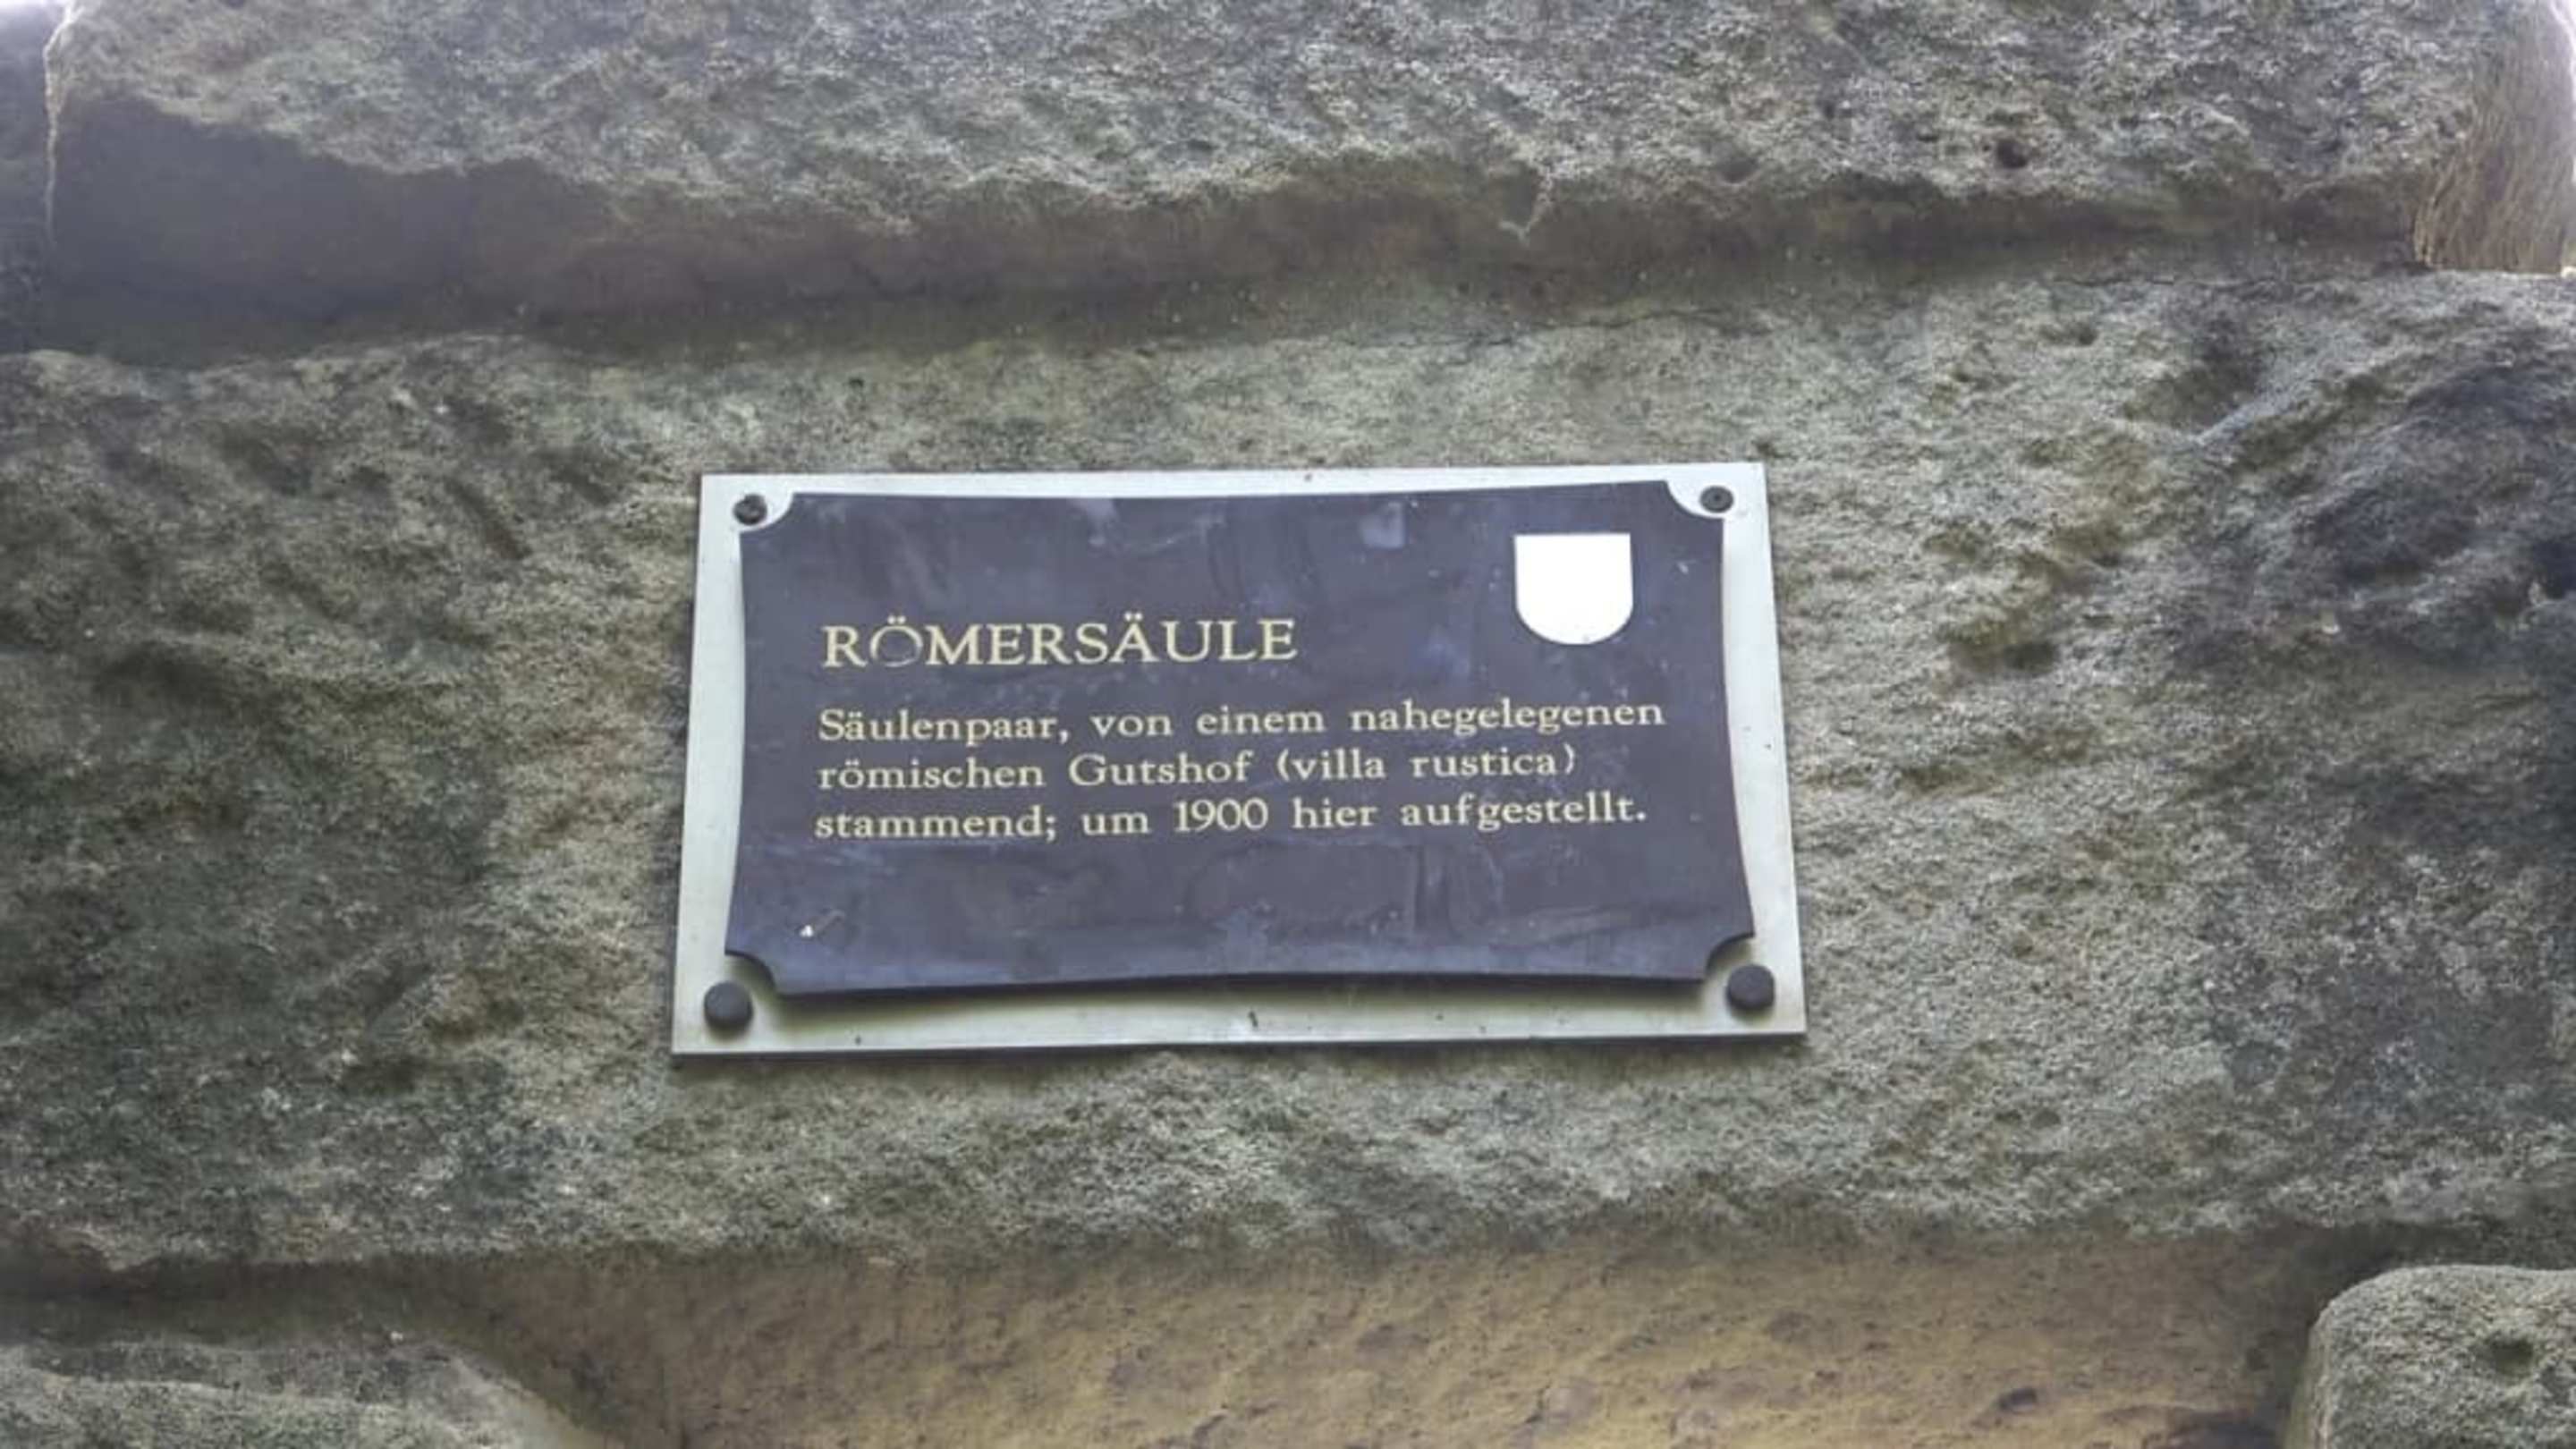 RÖMERSÄULE
Säulenpaar, von einem nahegelegenen
römischen Gutshof (villa rustica)
stammend; um 1900 hier aufgestellt.